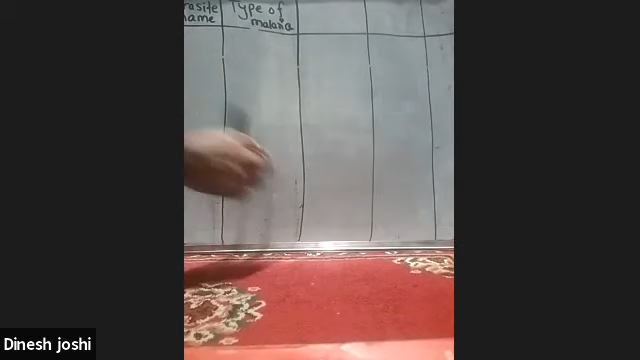 rasite
name
Type of
malaria
Dinesh joshi